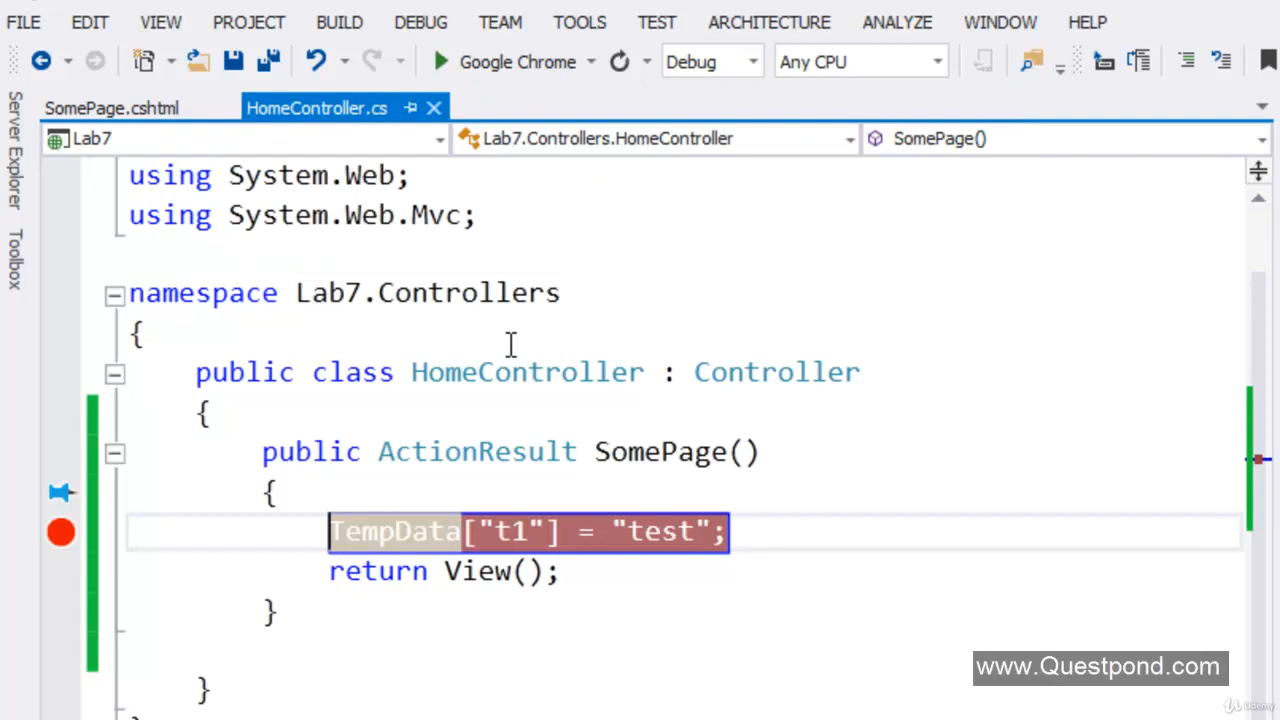 FILE EDIT VIEW PROJECT BUILD DEBUG TEAM TOOLS TEST ARCHITECTURE ANALYZE WINDOW HELP
Google Chrome Debug Any CPU
Server Explorer
Toolbox
SomePage.cshtml HomeController.cs
Lab7 Lab7.Controllers.HomeController SomePage()
using System.Web;
using System.Web.Mvc;
namespace Lab7.Controllers
{
public class HomeController : Controller
{
public ActionResult SomePage()
{
TempData["t1"] = "test";
return View();
}
}
www.Questpond.com
Udemy